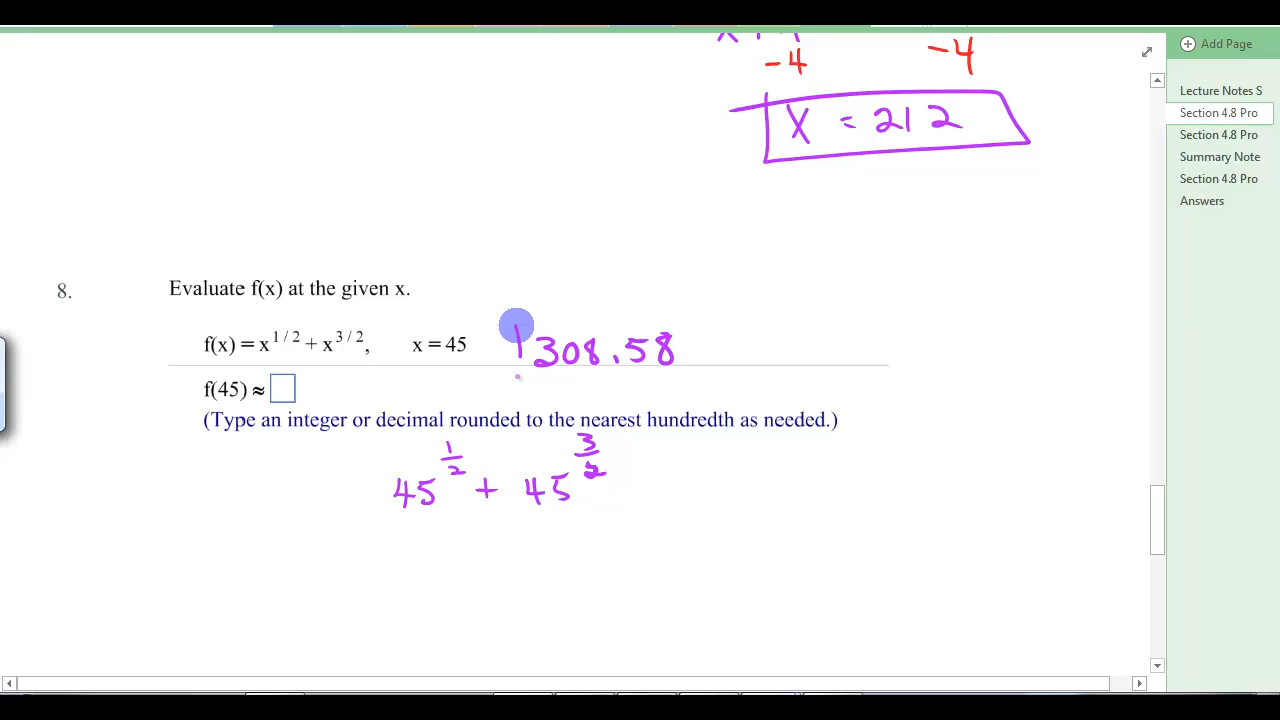 Add Page
-4
-4
Lecture Notes S
Section 4.8 Pro
Section 4.8 Pro
Summary Note
Section 4.8 Pro
Answers
X = 212
8.
Evaluate f(x) at the given x.
f(x) = x^{1/2} + x^{3/2}, x = 45
308.58
f(45) ≈
(Type an integer or decimal rounded to the nearest hundredth as needed.)
45^{1/2} + 45^{3/2}